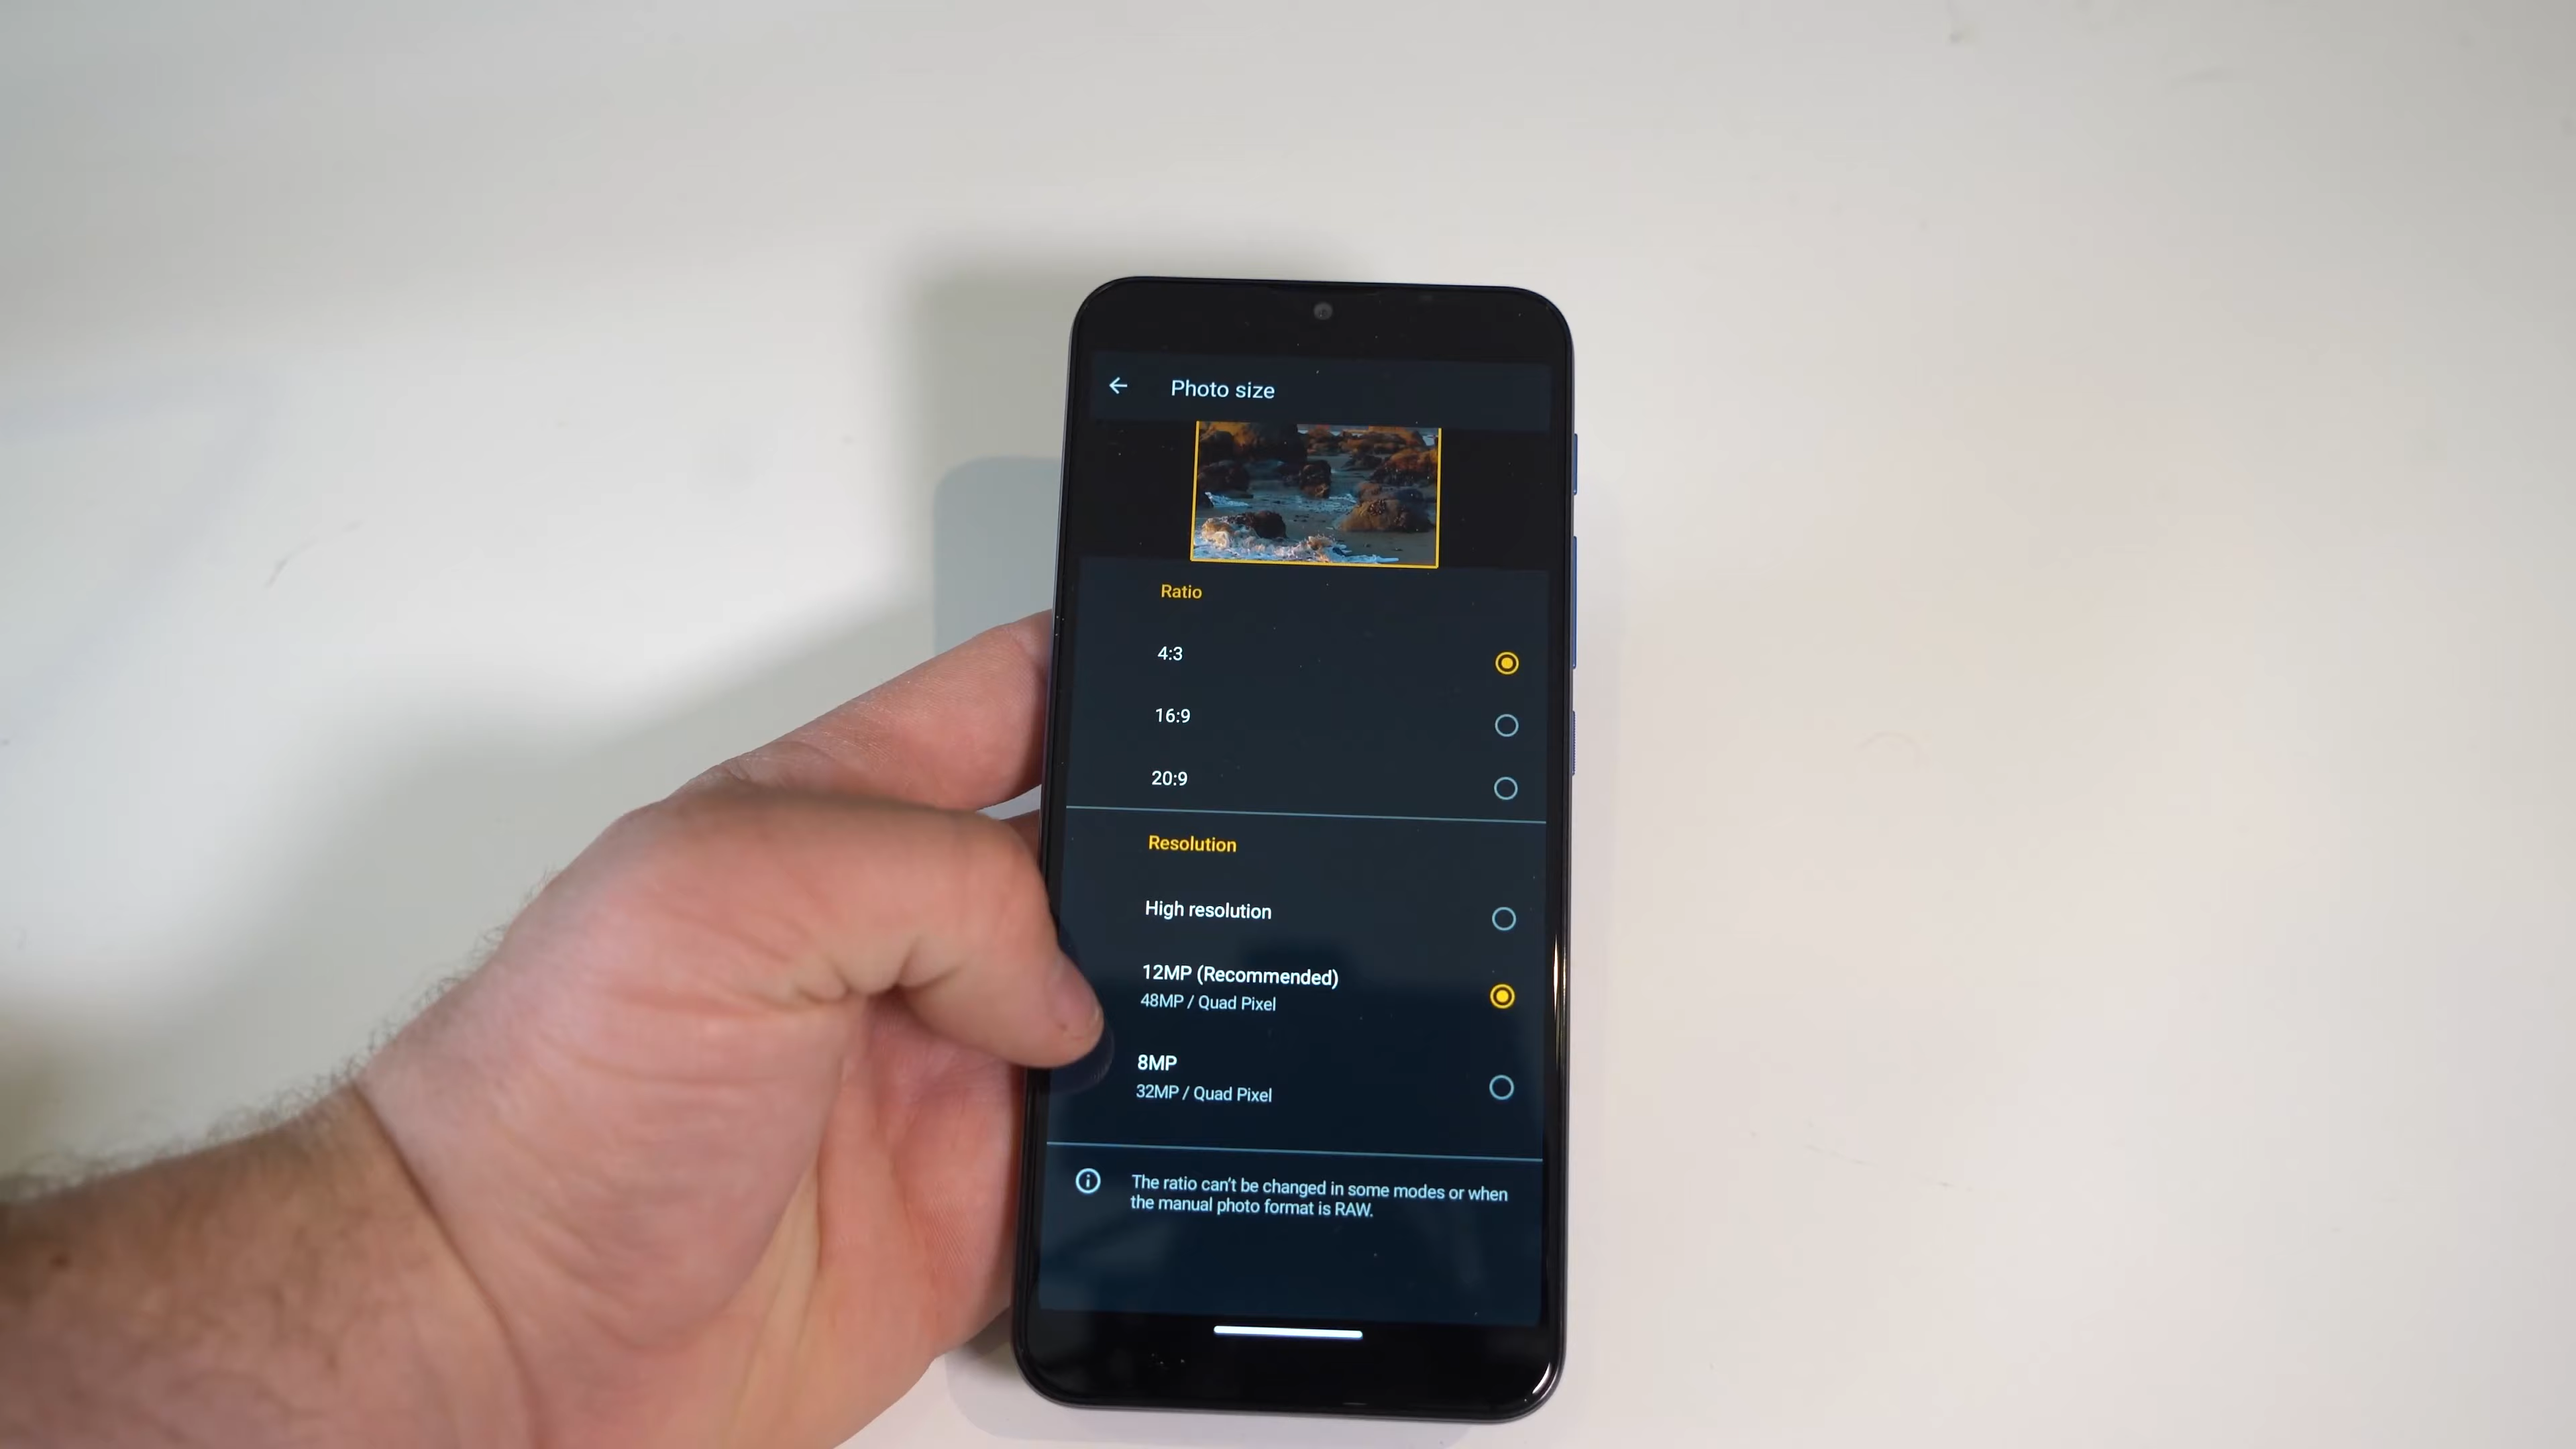 Photo size
Ratio
4:3
16:9
20:9
Resolution
High resolution
12MP (Recommended)
48MP / Quad Pixel
8MP
32MP / Quad Pixel
The ratio can't be changed in some modes or when
the manual photo format is RAW.